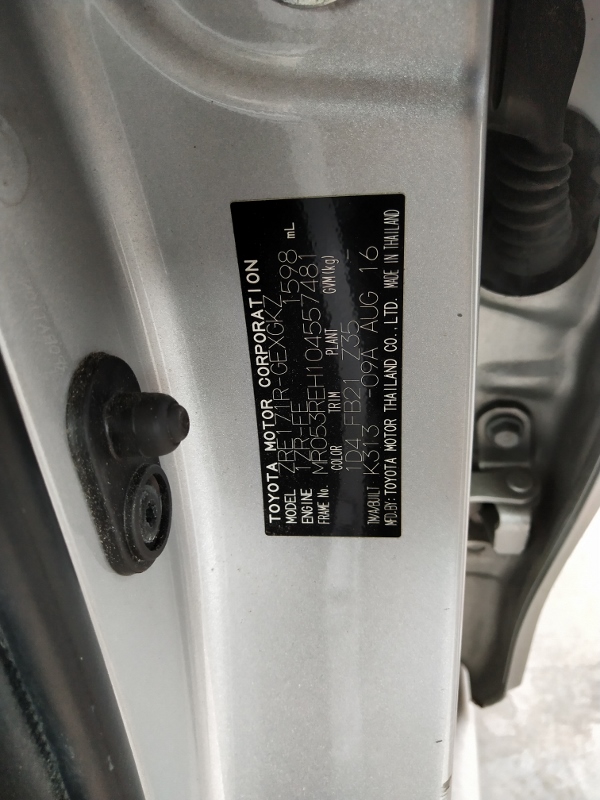 TOYOTA MOTOR CORPORATION
MODEL ZRE171R-GEXGKZ
ENGINE 1ZR-FE 1598 mL
FRAME No. MR053REH104557481
COLOR TRIM PLANT GVM(kg)
1D4 FB21 Z35 -
T/A/BUILT K313 -09A AUG 16
MFD.BY: TOYOTA MOTOR THAILAND CO.,LTD. MADE IN THAILAND